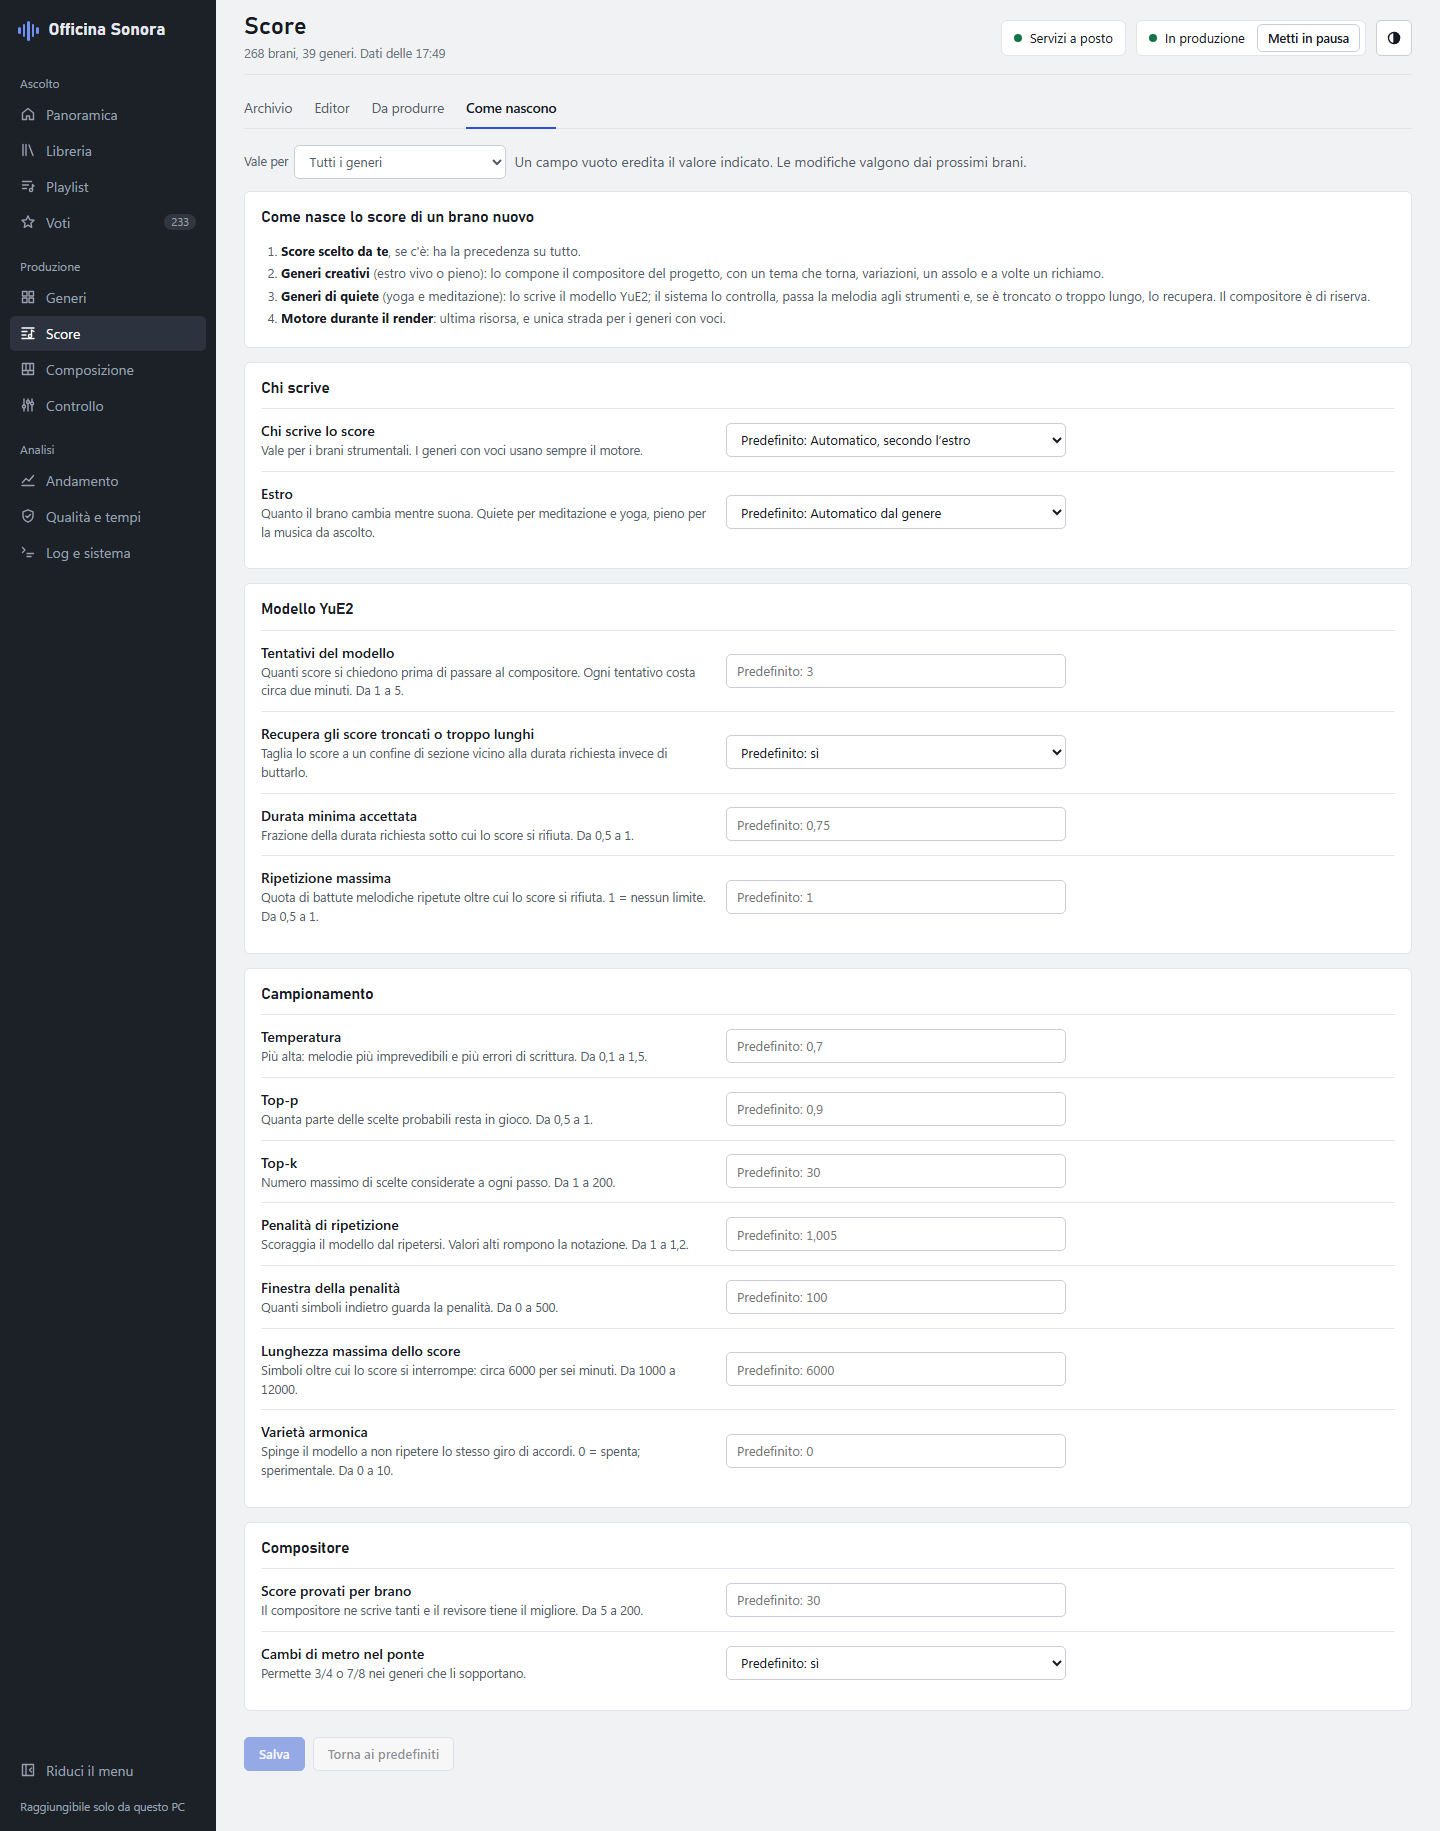 Officina Sonora
Ascolto
Panoramica
Libreria
Playlist
Voti 233
Produzione
Generi
Score
Composizione
Controllo
Analisi
Andamento
Qualità e tempi
Log e sistema
Riduci il menu
Raggiungibile solo da questo PC
Score
268 brani, 39 generi. Dati delle 17:49
Servizi a posto
In produzione
Metti in pausa
Archivio Editor Da produrre Come nascono
Vale per Tutti i generi Un campo vuoto eredita il valore indicato. Le modifiche valgono dai prossimi brani.
Come nasce lo score di un brano nuovo
1. Score scelto da te, se c'è: ha la precedenza su tutto.
2. Generi creativi (estro vivo o pieno): lo compone il compositore del progetto, con un tema che torna, variazioni, un assolo e a volte un richiamo.
3. Generi di quiete (yoga e meditazione): lo scrive il modello YuE2; il sistema lo controlla, passa la melodia agli strumenti e, se è troncato o troppo lungo, lo recupera. Il compositore è di riserva.
4. Motore durante il render: ultima risorsa, e unica strada per i generi con voci.
Chi scrive
Chi scrive lo score
Vale per i brani strumentali. I generi con voci usano sempre il motore.
Predefinito: Automatico, secondo l'estro
Estro
Quanto il brano cambia mentre suona. Quiete per meditazione e yoga, pieno per
la musica da ascolto.
Predefinito: Automatico dal genere
Modello YuE2
Tentativi del modello
Quanti score si chiedono prima di passare al compositore. Ogni tentativo costa
circa due minuti. Da 1 a 5.
Predefinito: 3
Recupera gli score troncati o troppo lunghi
Taglia lo score a un confine di sezione vicino alla durata richiesta invece di
buttarlo.
Predefinito: sì
Durata minima accettata
Frazione della durata richiesta sotto cui lo score si rifiuta. Da 0,5 a 1.
Predefinito: 0,75
Ripetizione massima
Quota di battute melodiche ripetute oltre cui lo score si rifiuta. 1 = nessun limite.
Da 0,5 a 1.
Predefinito: 1
Campionamento
Temperatura
Più alta: melodie più imprevedibili e più errori di scrittura. Da 0,1 a 1,5.
Predefinito: 0,7
Top-p
Quanta parte delle scelte probabili resta in gioco. Da 0,5 a 1.
Predefinito: 0,9
Top-k
Numero massimo di scelte considerate a ogni passo. Da 1 a 200.
Predefinito: 30
Penalità di ripetizione
Scoraggia il modello dal ripetersi. Valori alti rompono la notazione. Da 1 a 1,2.
Predefinito: 1,005
Finestra della penalità
Quanti simboli indietro guarda la penalità. Da 0 a 500.
Predefinito: 100
Lunghezza massima dello score
Simboli oltre cui lo score si interrompe: circa 6000 per sei minuti. Da 1000 a
12000.
Predefinito: 6000
Varietà armonica
Spinge il modello a non ripetere lo stesso giro di accordi. 0 = spenta;
sperimentale. Da 0 a 10.
Predefinito: 0
Compositore
Score provati per brano
Il compositore ne scrive tanti e il revisore tiene il migliore. Da 5 a 200.
Predefinito: 30
Cambi di metro nel ponte
Permette 3/4 o 7/8 nei generi che li sopportano.
Predefinito: sì
Salva
Torna ai predefiniti